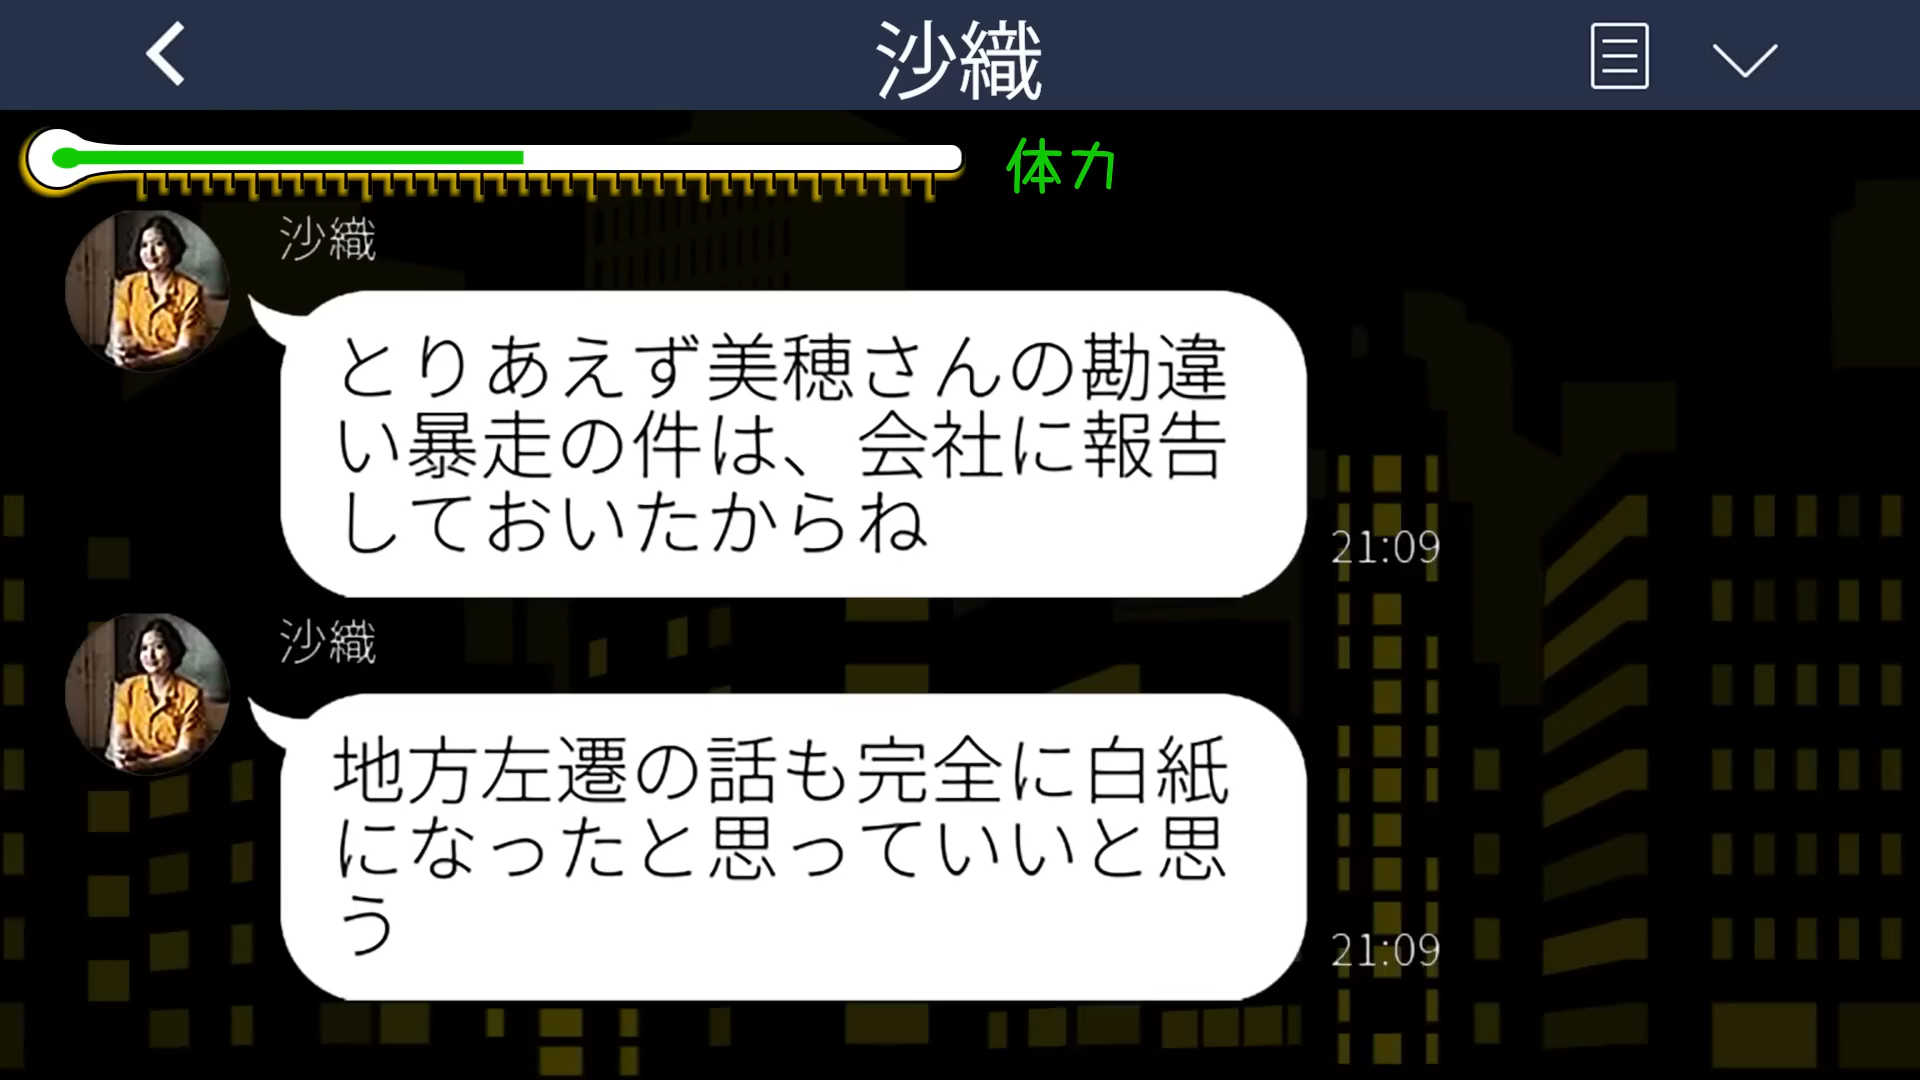 沙織
体力
沙織
とりあえず美穂さんの勘違
い暴走の件は、会社に報告
しておいたからね
21:09
沙織
地方左遷の話も完全に白紙
になったと思っていいと思
う
21:09